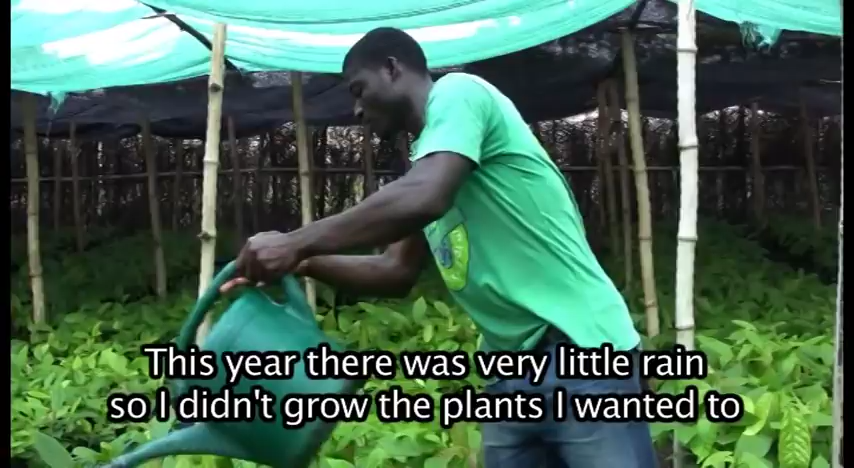 This year there was very little rain
so I didn't grow the plants I wanted to